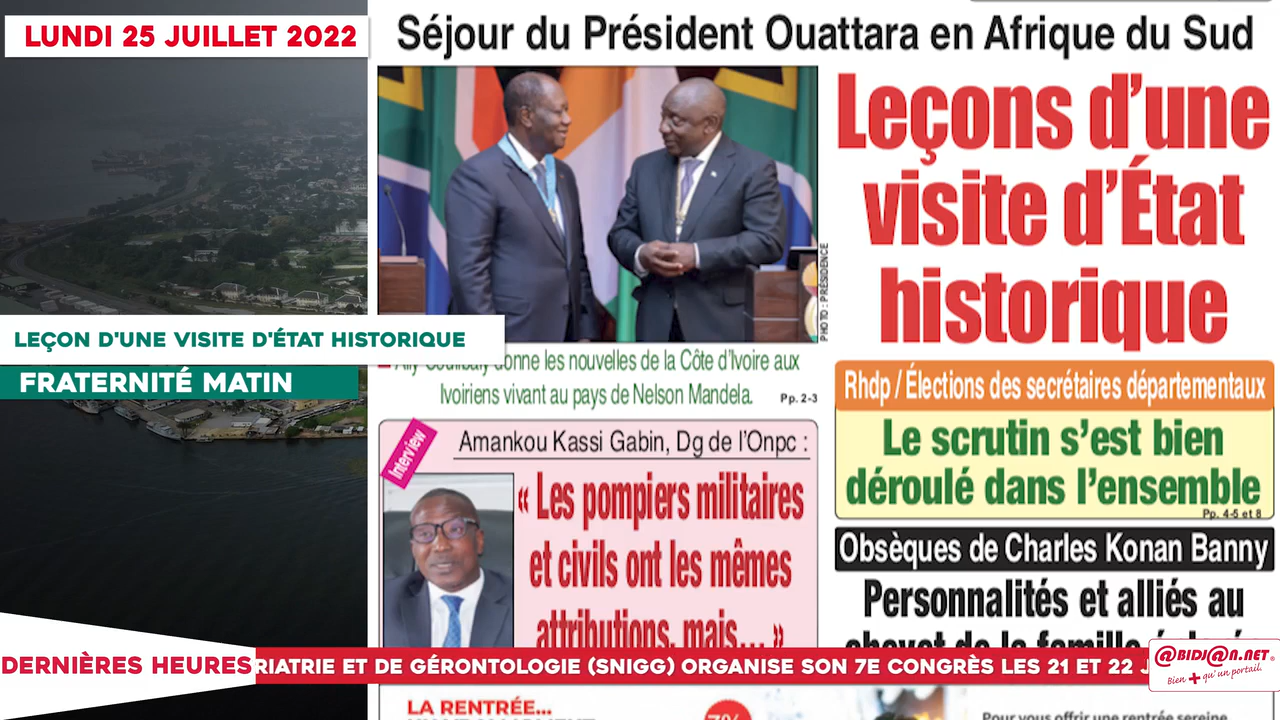 LUNDI 25 JUILLET 2022
Séjour du Président Ouattara en Afrique du Sud
Leçons d'une
visite d'État
historique
PHOTO : PRÉSIDENCE
LEÇON D'UNE VISITE D'ÉTAT HISTORIQUE
FRATERNITÉ MATIN
donne les nouvelles de la Côte d'Ivoire aux
Ivoiriens vivant au pays de Nelson Mandela. Pp. 2-3
Rhdp / Élections des secrétaires départementaux
Le scrutin s'est bien
déroulé dans l'ensemble
Pp. 4-5 et 8
Interview
Amankou Kassi Gabin, Dg de l'Onpc :
« Les pompiers militaires
et civils ont les mêmes
attributions, mais... »
Obsèques de Charles Konan Banny
Personnalités et alliés au
DERNIÈRES HEURES
RIATRIE ET DE GÉRONTOLOGIE (SNIGG) ORGANISE SON 7E CONGRÈS LES 21 ET 22 J
@BIDJ@N.NET
Bien + qu'un portail.
LA RENTRÉE...
Pour vous offrir une rentrée sereine